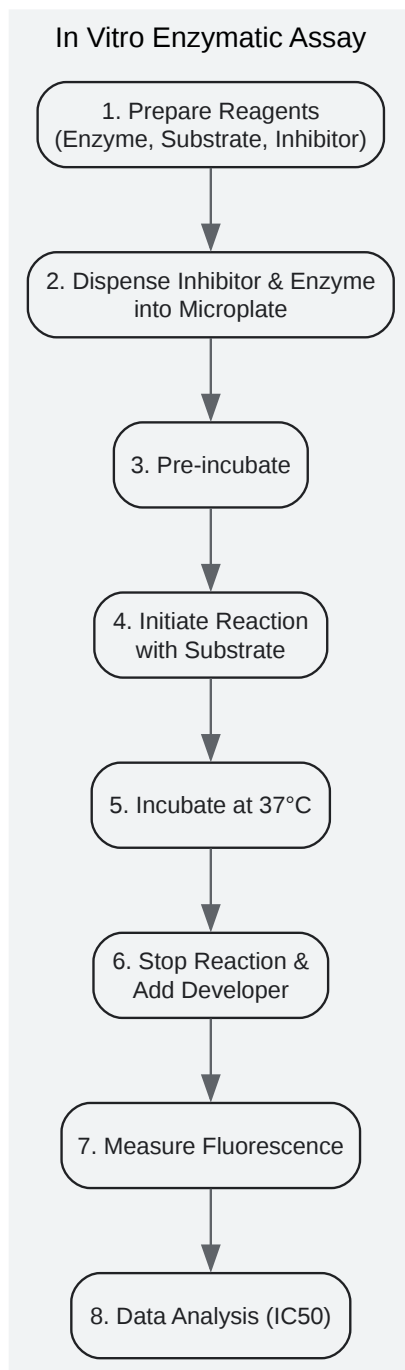 In Vitro Enzymatic Assay
1. Prepare Reagents
(Enzyme, Substrate, Inhibitor)
2. Dispense Inhibitor & Enzyme
into Microplate
3. Pre-incubate
4. Initiate Reaction
with Substrate
5. Incubate at 37°C
6. Stop Reaction &
Add Developer
7. Measure Fluorescence
8. Data Analysis (IC50)